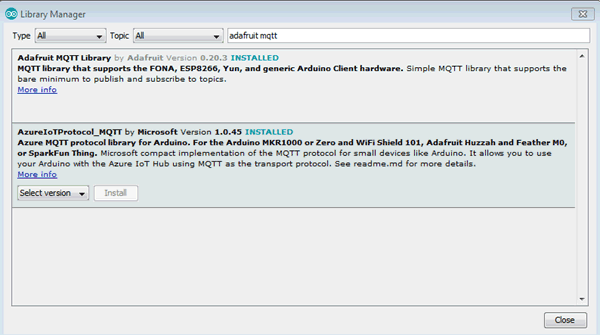 Library Manager
Type All Topic All adafruit mqtt
Adafruit MQTT Library by Adafruit Version 0.20.3 INSTALLED
MQTT library that supports the FONA, ESP8266, Yun, and generic Arduino Client hardware. Simple MQTT library that supports the
bare minimum to publish and subscribe to topics.
More info
AzureIoTProtocol_MQTT by Microsoft Version 1.0.45 INSTALLED
Azure MQTT protocol library for Arduino. For the Arduino MKR1000 or Zero and WiFi Shield 101, Adafruit Huzzah and Feather M0,
or SparkFun Thing. Microsoft compact implementation of the MQTT protocol for small devices like Arduino. It allows you to use
your Arduino with the Azure IoT Hub using MQTT as the transport protocol. See readme.md for more details.
More info
Select version Install
Close